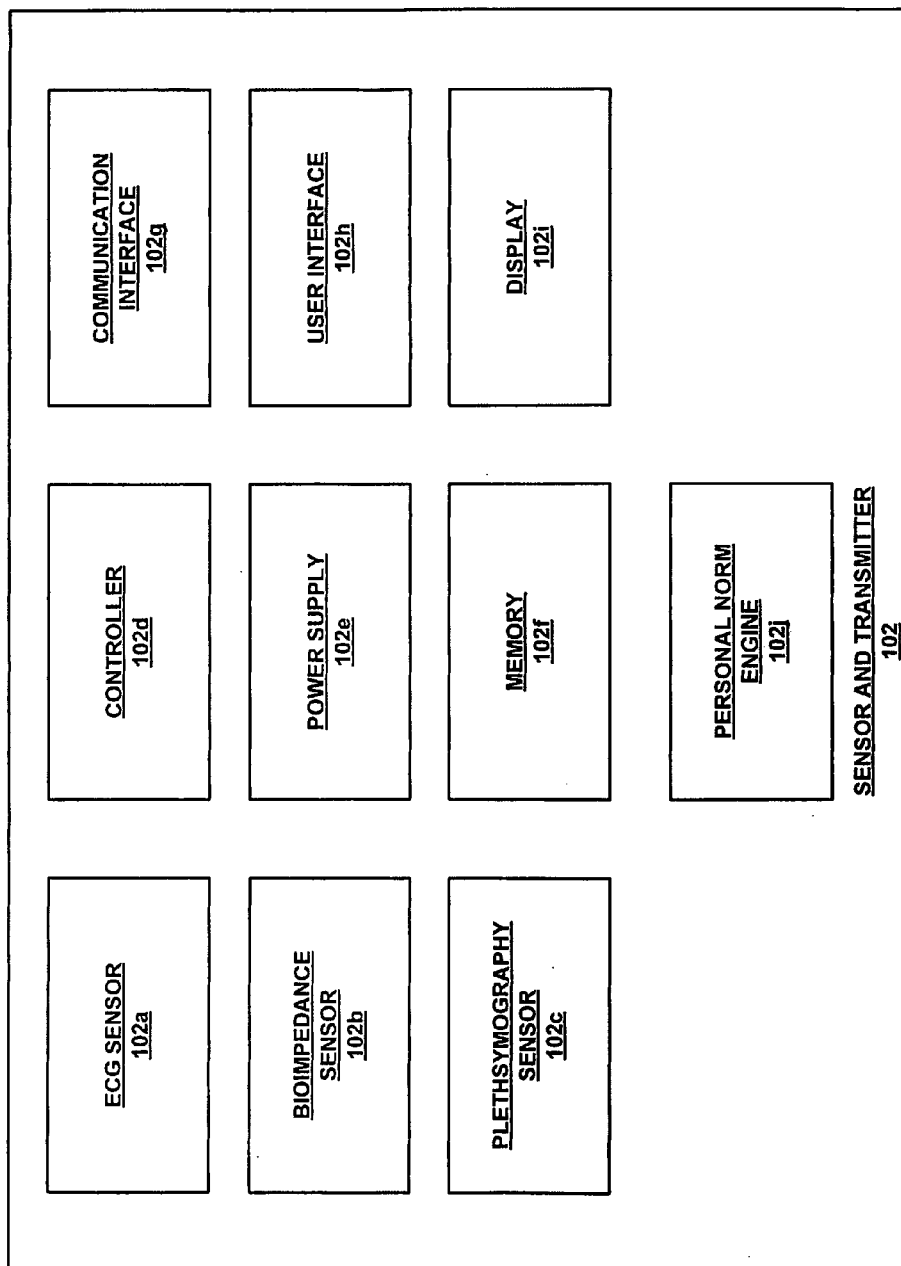 ECG SENSOR
102a
CONTROLLER
102d
COMMUNICATION
INTERFACE
102g
BIOIMPEDANCE
SENSOR
102b
POWER SUPPLY
102e
USER INTERFACE
102h
PLETHSYMOGRAPHY
SENSOR
102c
MEMORY
102f
DISPLAY
102i
PERSONAL NORM
ENGINE
102j
SENSOR AND TRANSMITTER
102